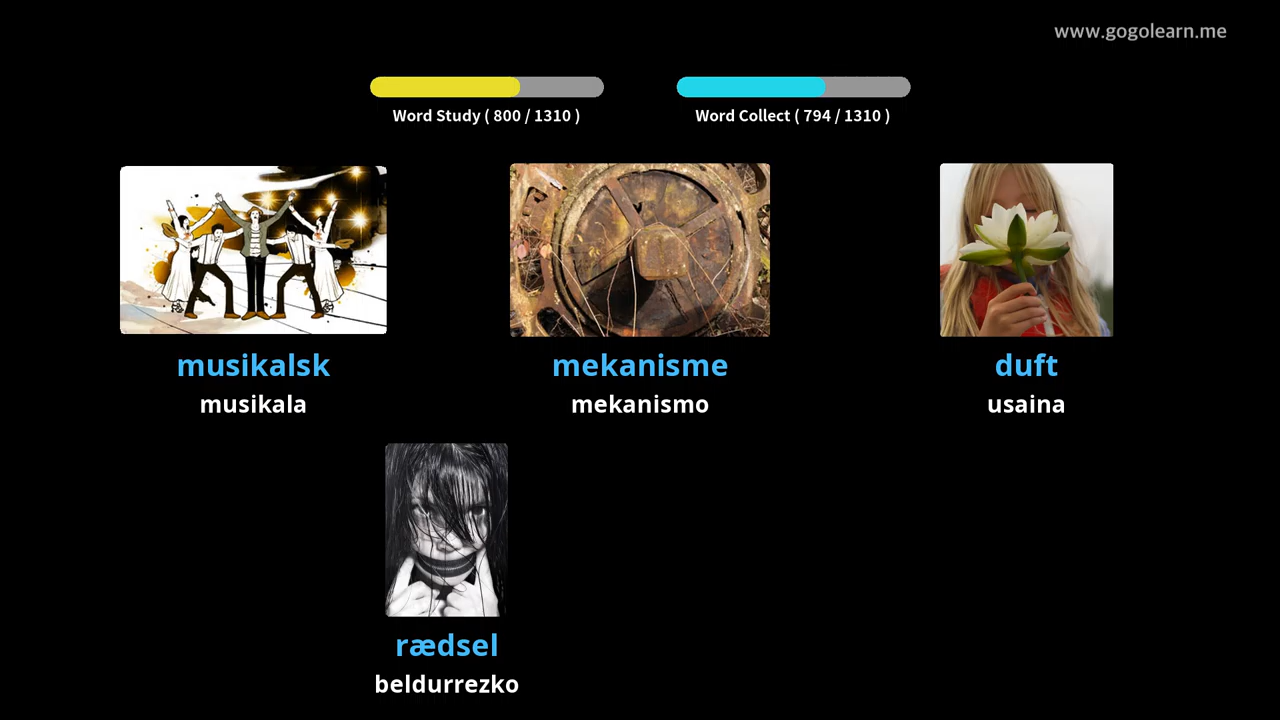 www.gogolearn.me
Word Study ( 800 / 1310 )
Word Collect ( 794 / 1310 )
musikalsk
musikala
mekanisme
mekanismo
duft
usaina
rædsel
beldurrezko